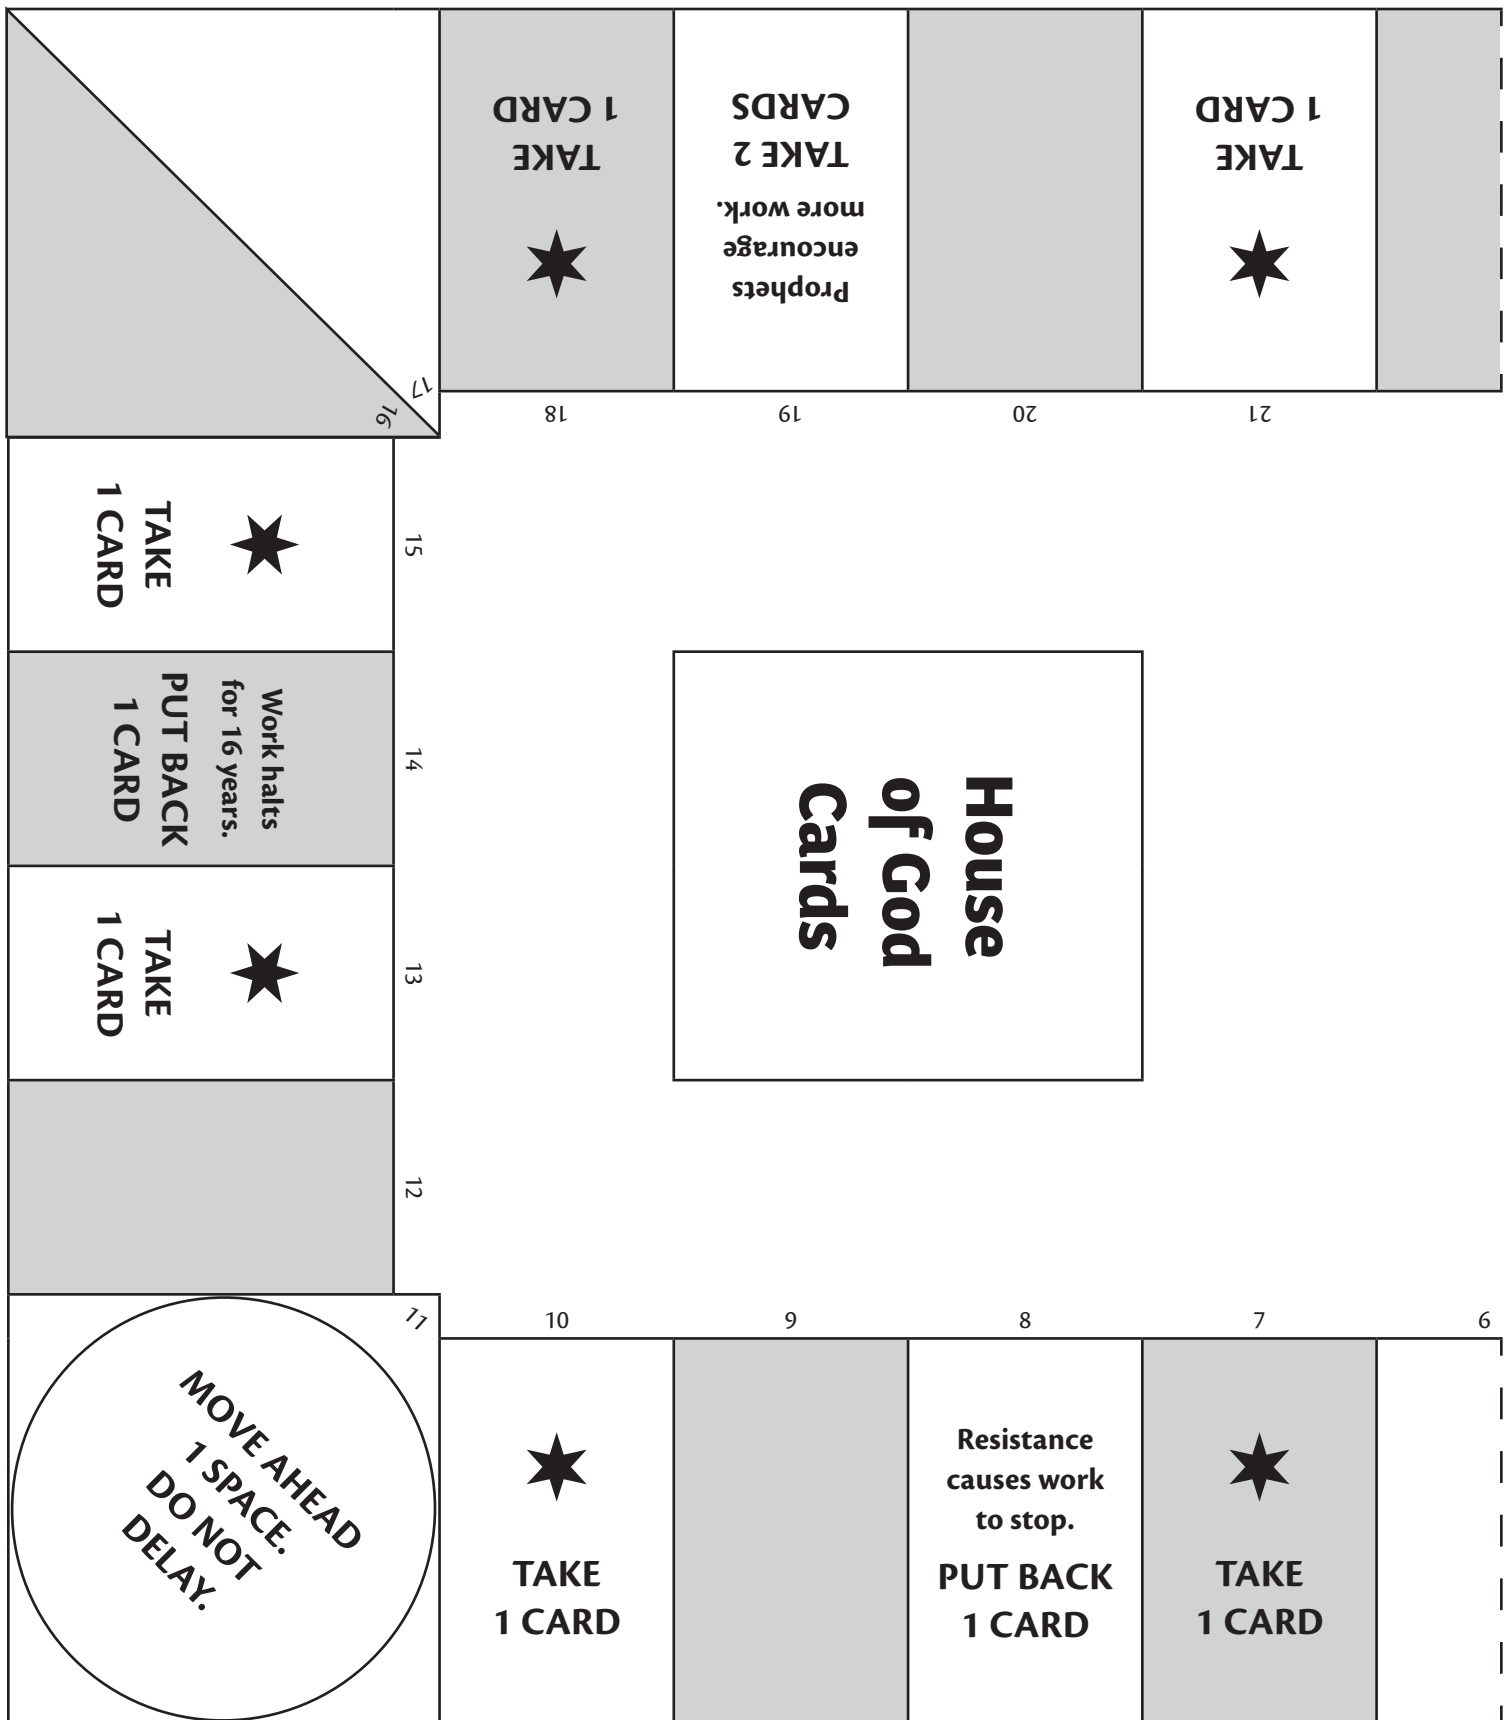 6
7
TAKE
1 CARD
8
Resistance
causes work
to stop.
PUT BACK
1 CARD
9
10
TAKE
1 CARD
11
MOVE AHEAD
1 SPACE.
DO NOT
DELAY.
12
13
TAKE
1 CARD
14
Work halts
for 16 years.
PUT BACK
1 CARD
15
TAKE
1 CARD
16
17
18
TAKE
1 CARD
19
Prophets
encourage
more work.
TAKE 2
CARDS
20
21
TAKE
1 CARD
House
of God
Cards